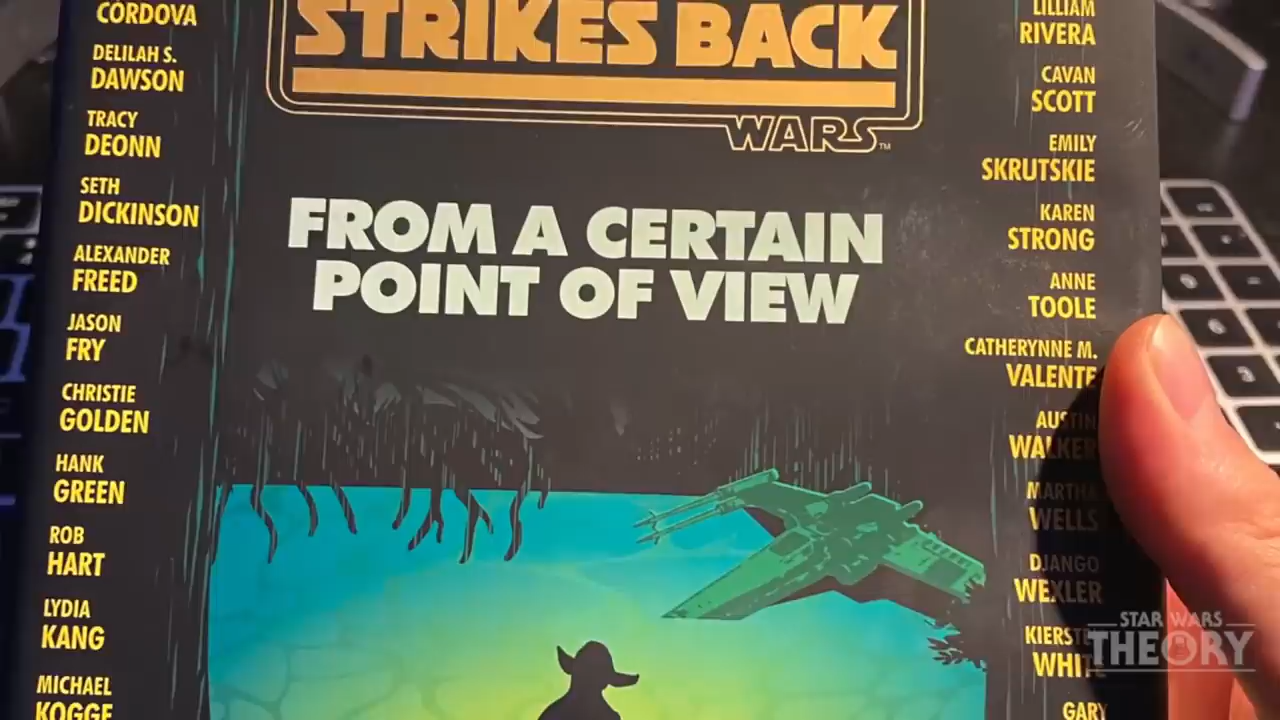 STRIKES BACK
WARS™
FROM A CERTAIN
POINT OF VIEW
CÓRDOVA
DELILAH S.
DAWSON
TRACY
DEONN
SETH
DICKINSON
ALEXANDER
FREED
JASON
FRY
CHRISTIE
GOLDEN
HANK
GREEN
ROB
HART
LYDIA
KANG
MICHAEL
KOGGE
LILLIAM
RIVERA
CAVAN
SCOTT
EMILY
SKRUTSKIE
KAREN
STRONG
ANNE
TOOLE
CATHERYNNE M.
VALENTE
AUSTIN
WALKER
MARTHA
WELLS
DJANGO
WEXLER
KIERSTEN
WHITE
GARY
STAR WARS
THEORY